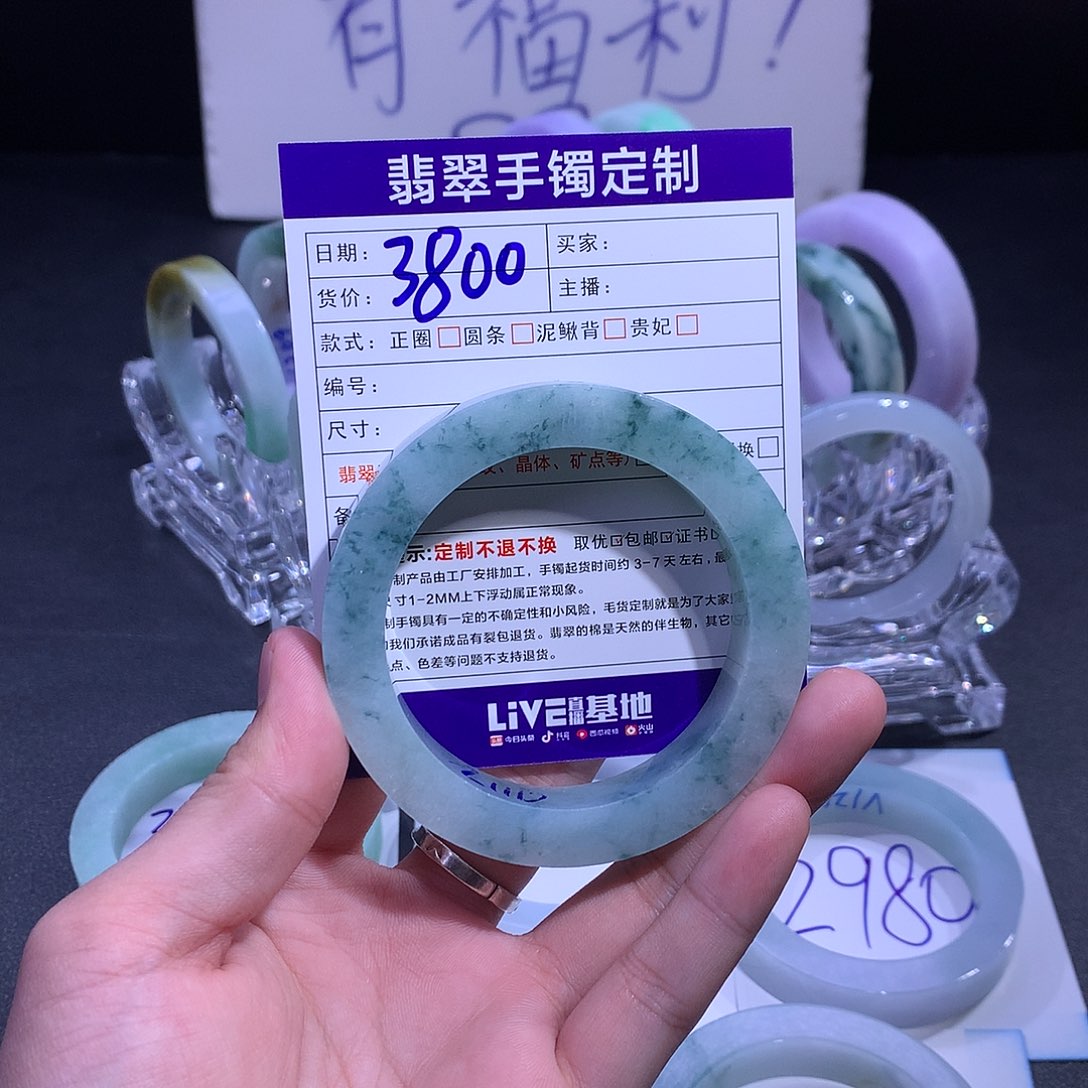 有福利！
翡翠手镯定制
日期：
3800
买家：
货价：
主播：
款式：正圈□圆条□泥鳅背□贵妃□
编号：
尺寸：
翡翠
、晶体、矿点等）
换□
示:定制不退不换 取优☑包邮☑证书
制产品由工厂安排加工，手镯起货时间约3-7天左右，最
寸1-2MM上下浮动属正常现象。
制手镯具有一定的不确定性和小风险，毛货定制就是为了大家
我们承诺成品有裂包退货。翡翠的棉是天然的伴生物，其它
点、色差等问题不支持退货。
LIVE直播基地
今日头条 抖音 西瓜视频 火山
2980